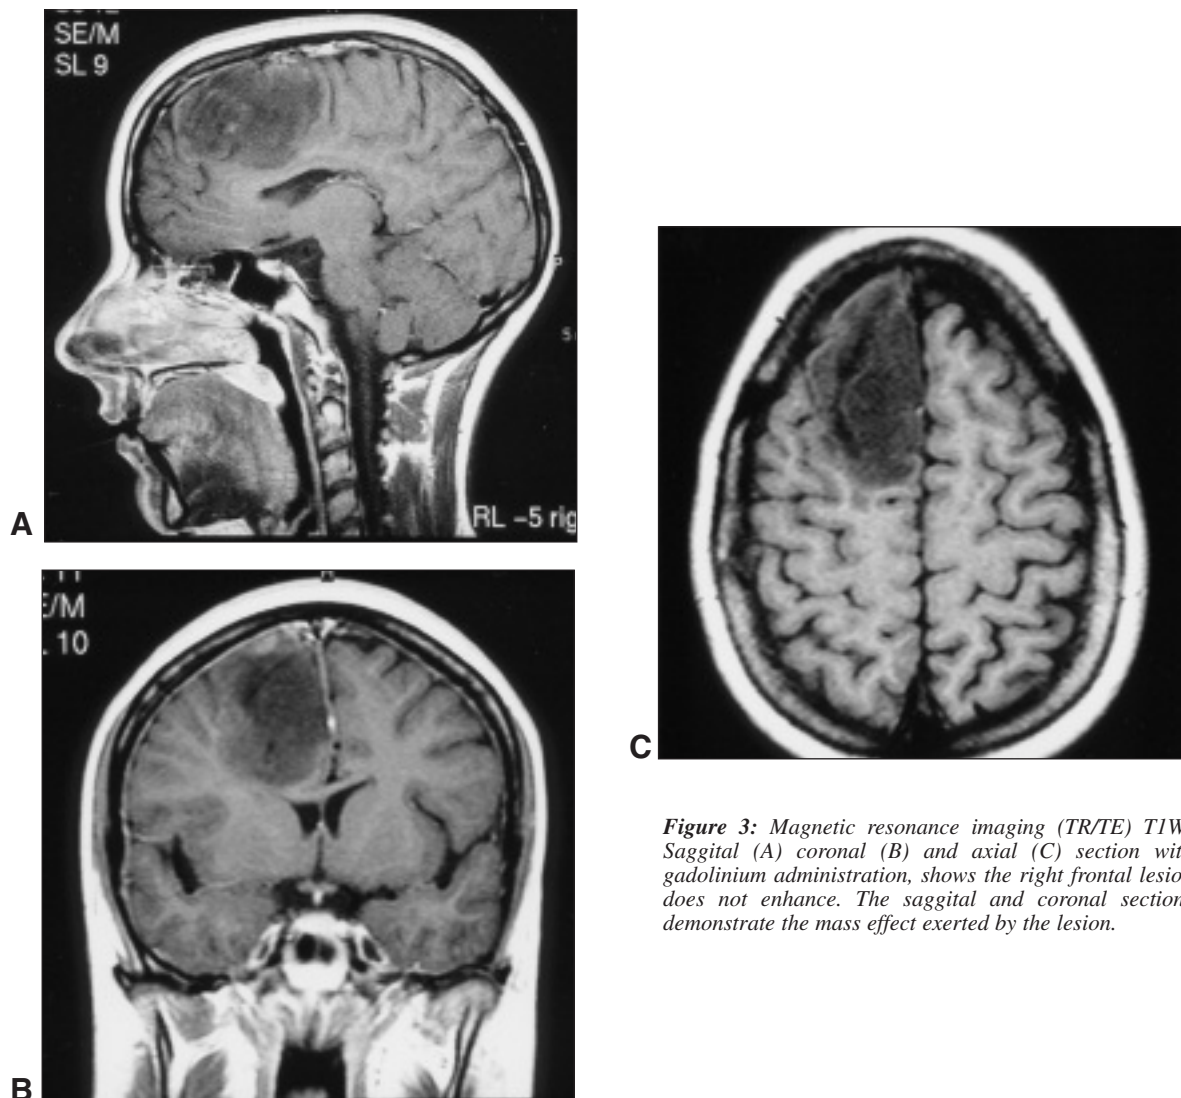 SE/M
SL 9
RL -5 rig
A
E/M
. 10
B
C
Figure 3: Magnetic resonance imaging (TR/TE) T1W
Saggital (A) coronal (B) and axial (C) section wit
gadolinium administration, shows the right frontal lesio
does not enhance. The saggital and coronal section
demonstrate the mass effect exerted by the lesion.